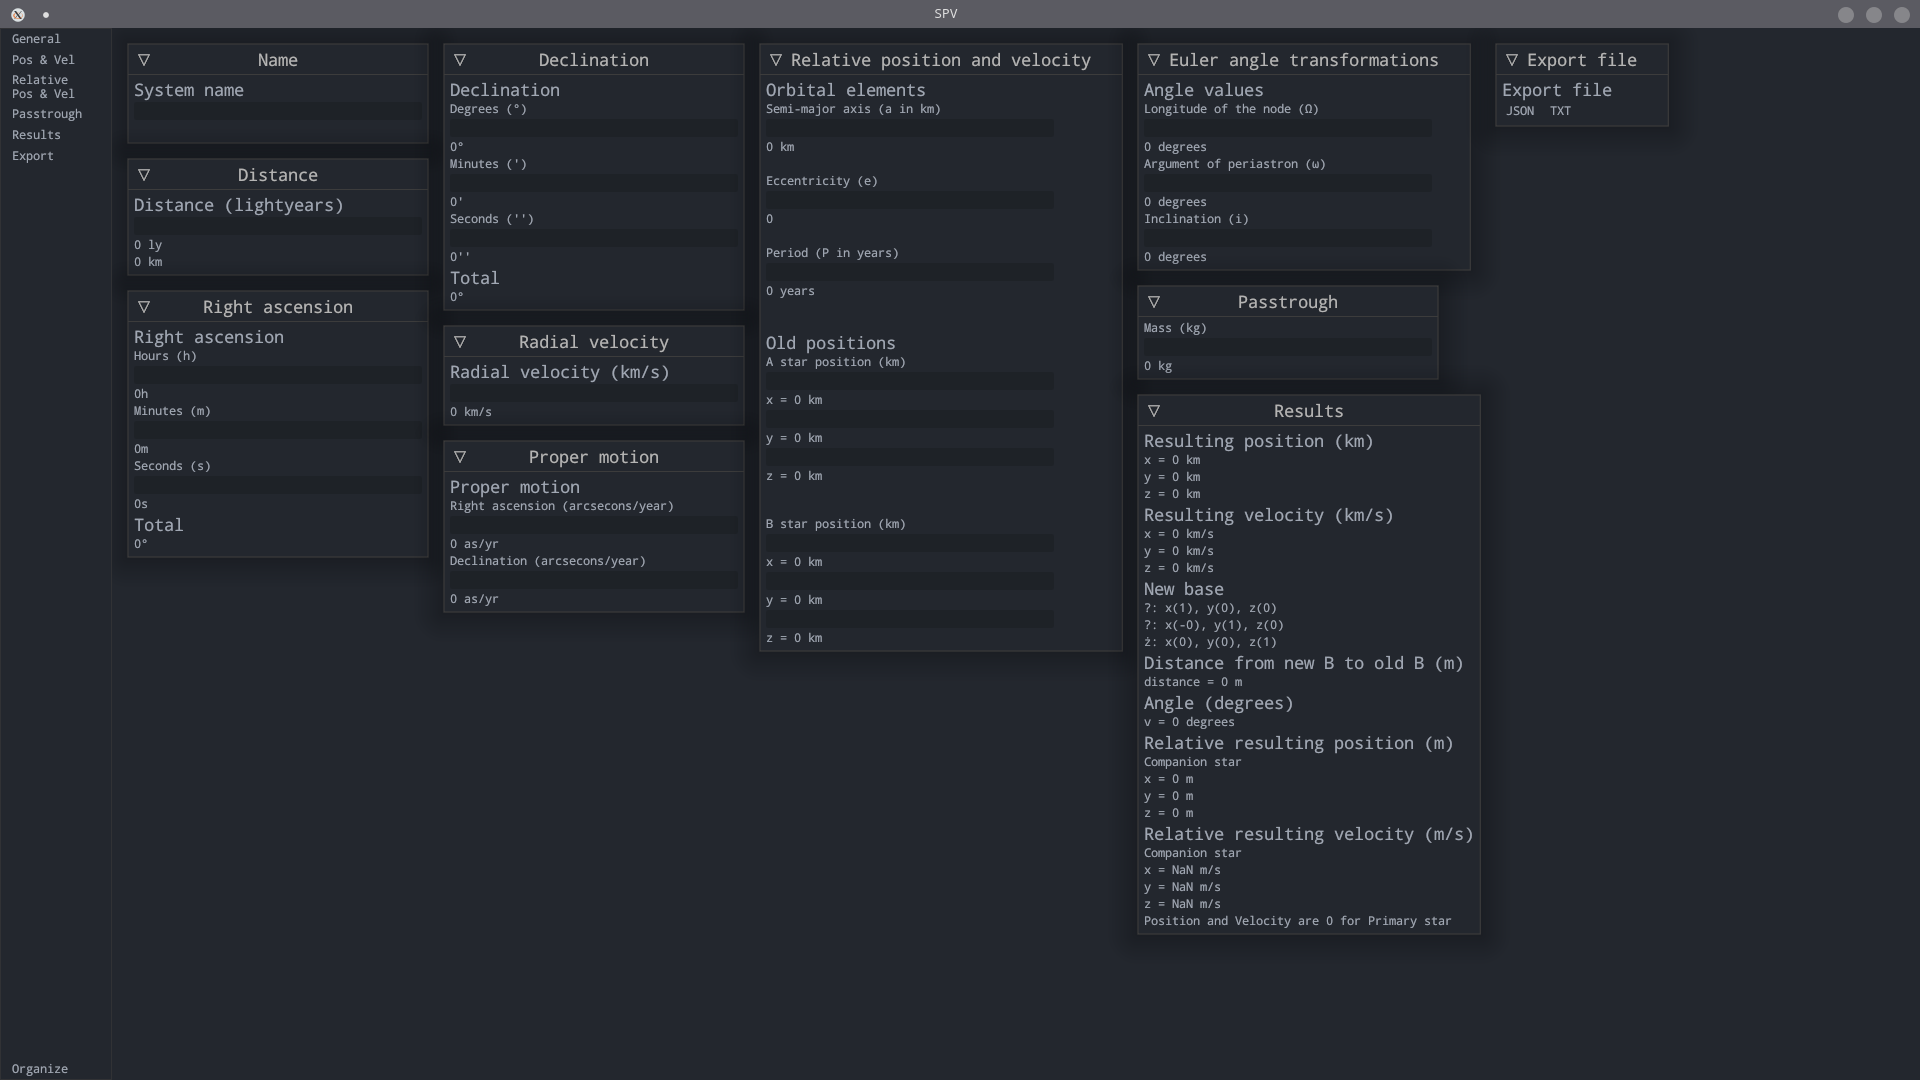 SPV
General
Pos & Vel
Relative
Pos & Vel
Passtrough
Results
Export
Organize
▽ Name
System name
▽ Distance
Distance (lightyears)
0 ly
0 km
▽ Right ascension
Right ascension
Hours (h)
0h
Minutes (m)
0m
Seconds (s)
0s
Total
0°
▽ Declination
Declination
Degrees (°)
0°
Minutes (')
0'
Seconds ('')
0''
Total
0°
▽ Radial velocity
Radial velocity (km/s)
0 km/s
▽ Proper motion
Proper motion
Right ascension (arcsecons/year)
0 as/yr
Declination (arcsecons/year)
0 as/yr
▽ Relative position and velocity
Orbital elements
Semi-major axis (a in km)
0 km
Eccentricity (e)
0
Period (P in years)
0 years
Old positions
A star position (km)
x = 0 km
y = 0 km
z = 0 km
B star position (km)
x = 0 km
y = 0 km
z = 0 km
▽ Euler angle transformations
Angle values
Longitude of the node (Ω)
0 degrees
Argument of periastron (ω)
0 degrees
Inclination (i)
0 degrees
▽ Passtrough
Mass (kg)
0 kg
▽ Results
Resulting position (km)
x = 0 km
y = 0 km
z = 0 km
Resulting velocity (km/s)
x = 0 km/s
y = 0 km/s
z = 0 km/s
New base
?: x(1), y(0), z(0)
?: x(-0), y(1), z(0)
ż: x(0), y(0), z(1)
Distance from new B to old B (m)
distance = 0 m
Angle (degrees)
v = 0 degrees
Relative resulting position (m)
Companion star
x = 0 m
y = 0 m
z = 0 m
Relative resulting velocity (m/s)
Companion star
x = NaN m/s
y = NaN m/s
z = NaN m/s
Position and Velocity are 0 for Primary star
▽ Export file
Export file
JSON TXT